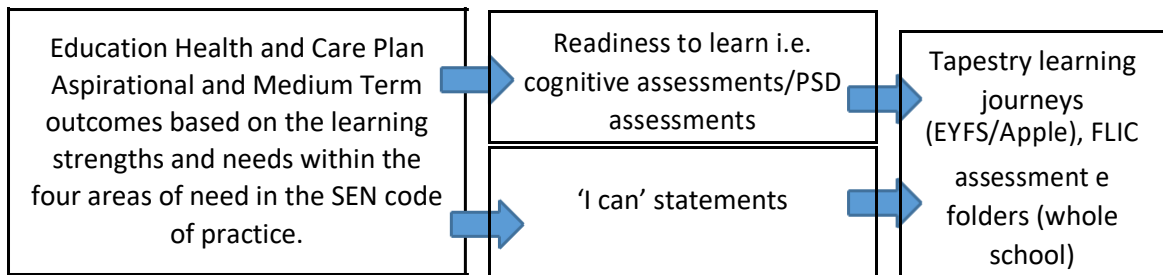 Education Health and Care Plan
Aspirational and Medium Term
outcomes based on the learning
strengths and needs within the
four areas of need in the SEN code
of practice.
Readiness to learn i.e.
cognitive assessments/PSD
assessments
‘I can’ statements
Tapestry learning
journeys
(EYFS/Apple), FLIC
assessment e
folders (whole
school)